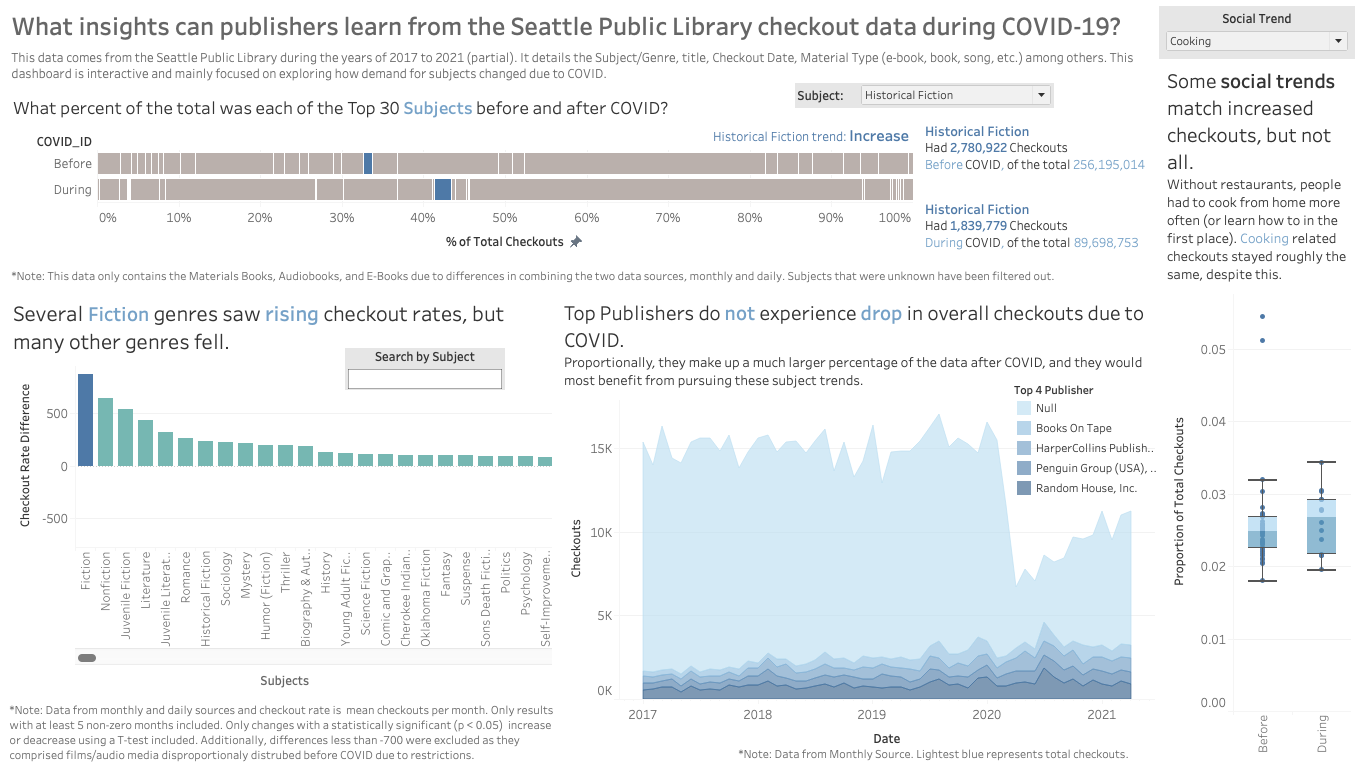 What insights can publishers learn from the Seattle Public Library checkout data during COVID-19?
This data comes from the Seattle Public Library during the years of 2017 to 2021 (partial). It details the Subject/Genre, title, Checkout Date, Material Type (e-book, book, song, etc.) among others. This
dashboard is interactive and mainly focused on exploring how demand for subjects changed due to COVID.
What percent of the total was each of the Top 30 Subjects before and after COVID?
Subject:
Historical Fiction
COVID_ID
Historical Fiction trend: Increase
Before
During
0%
10%
20%
30%
40%
50%
60%
70%
80%
90%
100%
% of Total Checkouts
Historical Fiction
Had 2,780,922 Checkouts
Before COVID, of the total 256,195,014
Historical Fiction
Had 1,839,779 Checkouts
During COVID, of the total 89,698,753
*Note: This data only contains the Materials Books, Audiobooks, and E-Books due to differences in combining the two data sources, monthly and daily. Subjects that were unknown have been filtered out.
Several Fiction genres saw rising checkout rates, but
many other genres fell.
Search by Subject
Checkout Rate Difference
500
0
-500
Fiction
Nonfiction
Juvenile Fiction
Literature
Juvenile Literat..
Romance
Historical Fiction
Sociology
Mystery
Humor (Fiction)
Thriller
Biography & Aut..
History
Young Adult Fic..
Science Fiction
Comic and Grap..
Cherokee Indian..
Oklahoma Fiction
Fantasy
Suspense
Sons Death Ficti..
Politics
Psychology
Self-Improveme..
Subjects
*Note: Data from monthly and daily sources and checkout rate is mean checkouts per month. Only results
with at least 5 non-zero months included. Only changes with a statistically significant (p < 0.05) increase
or deacrease using a T-test included. Additionally, differences less than -700 were excluded as they
comprised films/audio media disproportionaly distrubed before COVID due to restrictions.
Top Publishers do not experience drop in overall checkouts due to
COVID.
Proportionally, they make up a much larger percentage of the data after COVID, and they would
most benefit from pursuing these subject trends.
Top 4 Publisher
Null
Books On Tape
HarperCollins Publish..
Penguin Group (USA), ..
Random House, Inc.
Checkouts
15K
10K
5K
0K
2017
2018
2019
2020
2021
Date
*Note: Data from Monthly Source. Lightest blue represents total checkouts.
Social Trend
Cooking
Some social trends
match increased
checkouts, but not
all.
Without restaurants, people
had to cook from home more
often (or learn how to in the
first place). Cooking related
checkouts stayed roughly the
same, despite this.
Proportion of Total Checkouts
0.05
0.04
0.03
0.02
0.01
0.00
Before
During